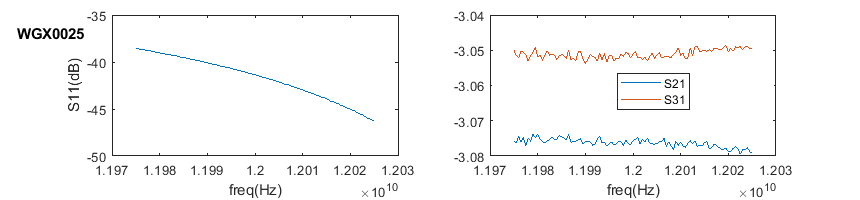 WGX0025
S11(dB)
-35
-40
-45
-50
1.197 1.198 1.199 1.2 1.201 1.202 1.203
freq(Hz)
×10^10
-3.04
-3.05
-3.06
-3.07
-3.08
S21
S31
1.197 1.198 1.199 1.2 1.201 1.202 1.203
freq(Hz)
×10^10